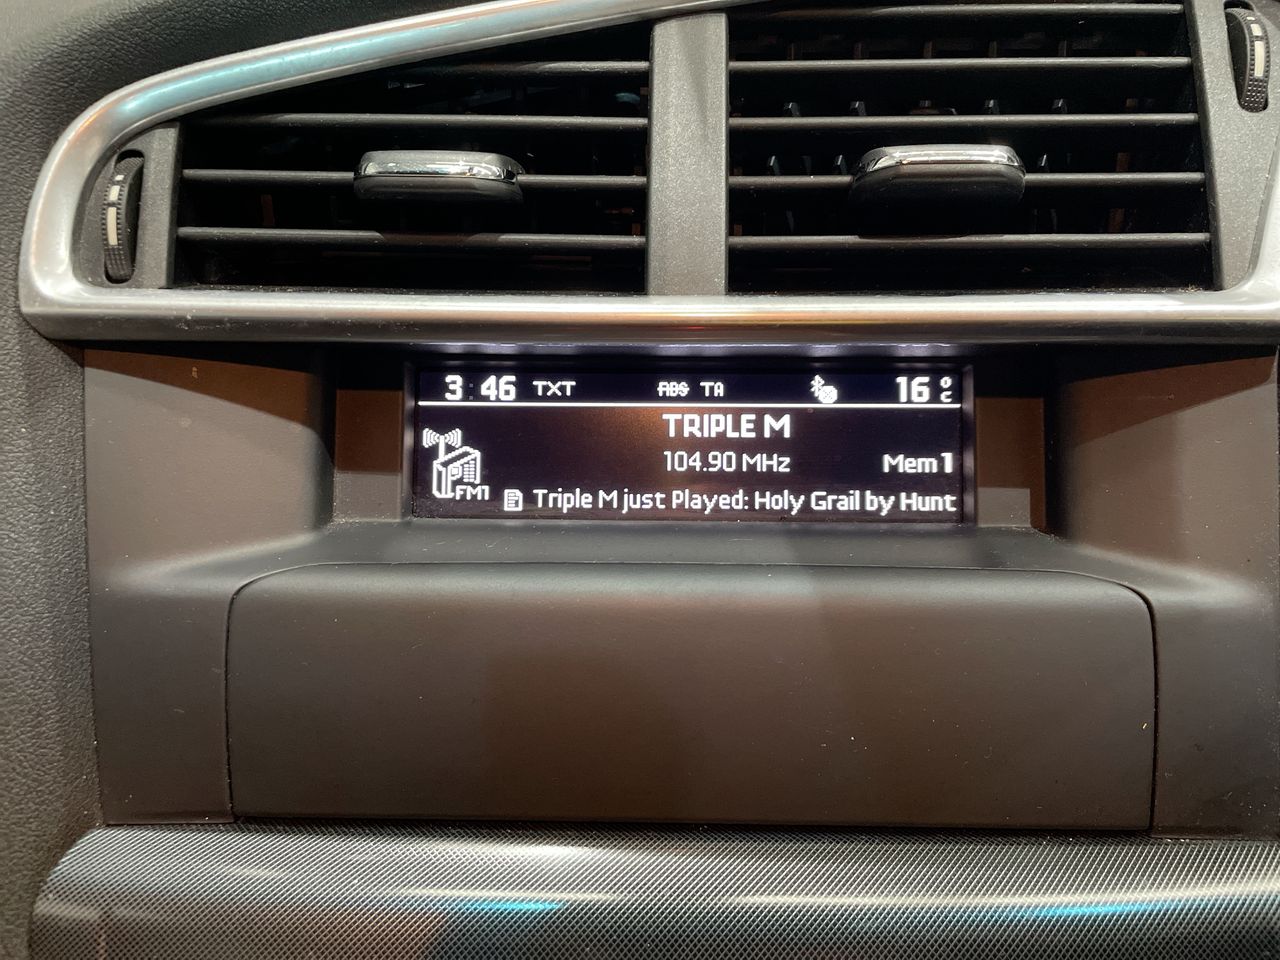 3:46 TXT ABS TA 16 °C
TRIPLE M
104.90 MHz Mem 1
FM1
Triple M just Played: Holy Grail by Hunt